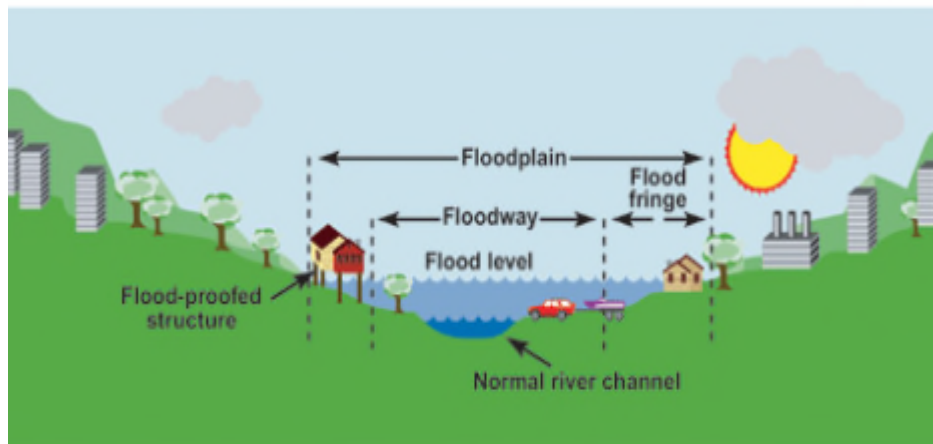 Floodplain
Flood
fringe
Floodway
Flood level
Flood-proofed
structure
Normal river channel